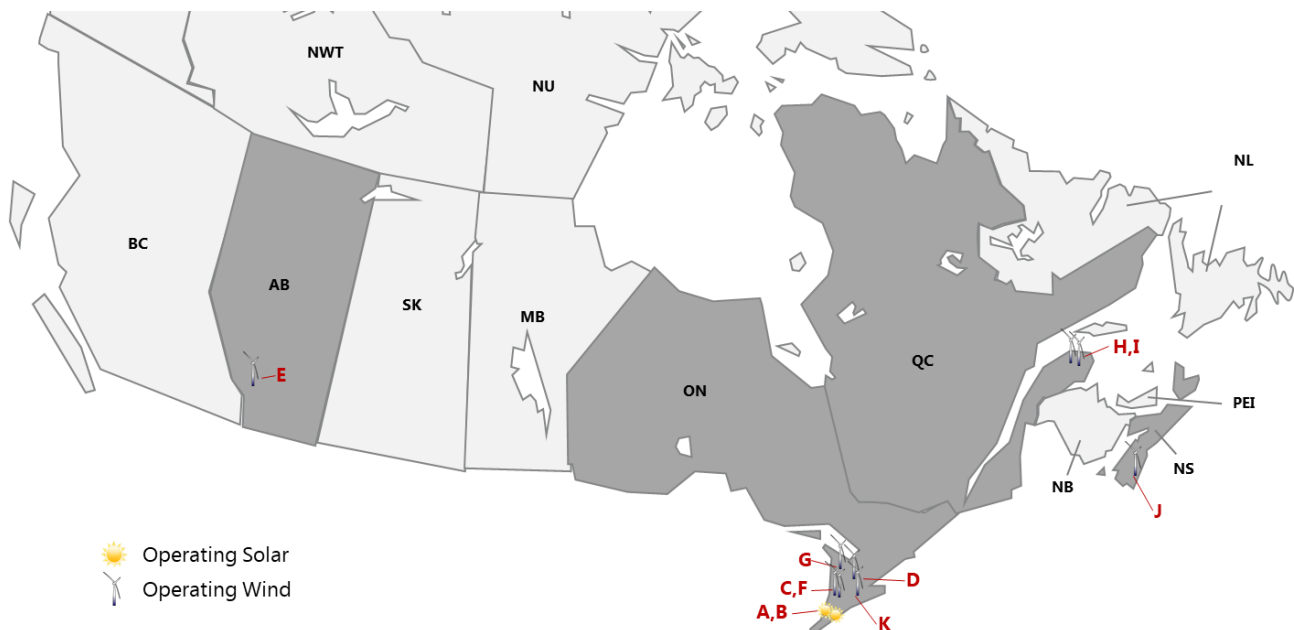 NWT
NU
NL
BC
AB
SK
MB
QC
H,I
E
ON
PEI
NS
NB
J
Operating Solar
G
D
Operating Wind
C,F
A,B
K